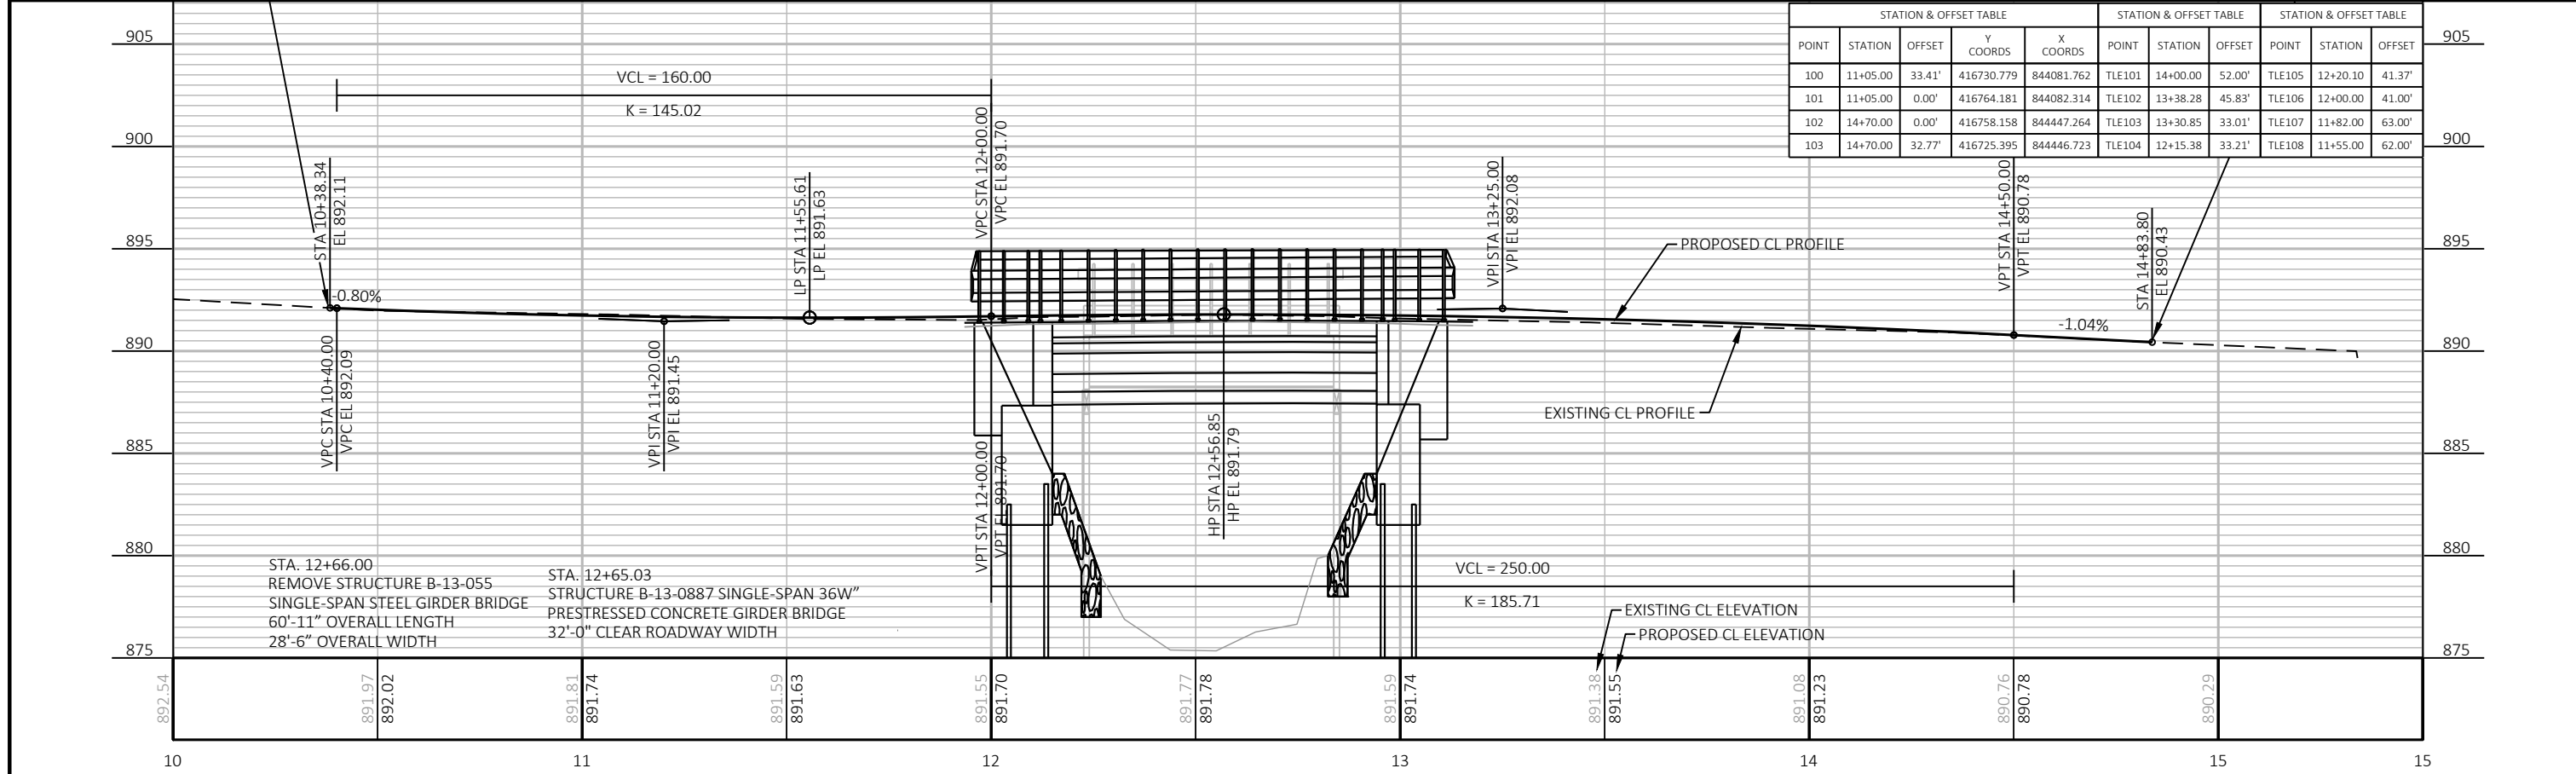 STATION & OFFSET TABLE STATION & OFFSET TABLE STATION & OFFSET TABLE
POINT STATION OFFSET Y COORDS X COORDS POINT STATION OFFSET POINT STATION OFFSET
100 11+05.00 33.41' 416730.779 844081.762 TLE101 14+00.00 52.00' TLE105 12+20.10 41.37'
101 11+05.00 0.00' 416764.181 844082.314 TLE102 13+38.28 45.83' TLE106 12+00.00 41.00'
102 14+70.00 0.00' 416758.158 844447.264 TLE103 13+30.85 33.01' TLE107 11+82.00 63.00'
103 14+70.00 32.77' 416725.395 844446.723 TLE104 12+15.38 33.21' TLE108 11+55.00 62.00'
905 905
VCL = 160.00
K = 145.02
900 900
STA 10+38.34
EL 892.11
LP STA 11+55.61
LP EL 891.63
VPC STA 12+00.00
VPC EL 891.70
VPI STA 13+25.00
VPI EL 892.08
VPT STA 14+50.00
VPT EL 890.78
STA 14+83.80
EL 890.43
895 895
PROPOSED CL PROFILE
-0.80%
-1.04%
890 890
VPC STA 10+40.00
VPC EL 892.09
VPI STA 11+20.00
VPI EL 891.45
EXISTING CL PROFILE
885 885
VPT STA 12+00.00
VPT EL 891.70
HP STA 12+56.85
HP EL 891.79
880 880
STA. 12+66.00
REMOVE STRUCTURE B-13-055
SINGLE-SPAN STEEL GIRDER BRIDGE
60'-11” OVERALL LENGTH
28'-6” OVERALL WIDTH
STA. 12+65.03
STRUCTURE B-13-0887 SINGLE-SPAN 36W”
PRESTRESSED CONCRETE GIRDER BRIDGE
32'-0" CLEAR ROADWAY WIDTH
VCL = 250.00
K = 185.71
EXISTING CL ELEVATION
PROPOSED CL ELEVATION
875 875
892.54
891.97 892.02
891.81 891.74
891.59 891.63
891.55 891.70
891.77 891.78
891.59 891.74
891.38 891.55
891.08 891.23
890.76 890.78
890.29
10 11 12 13 14 15 15